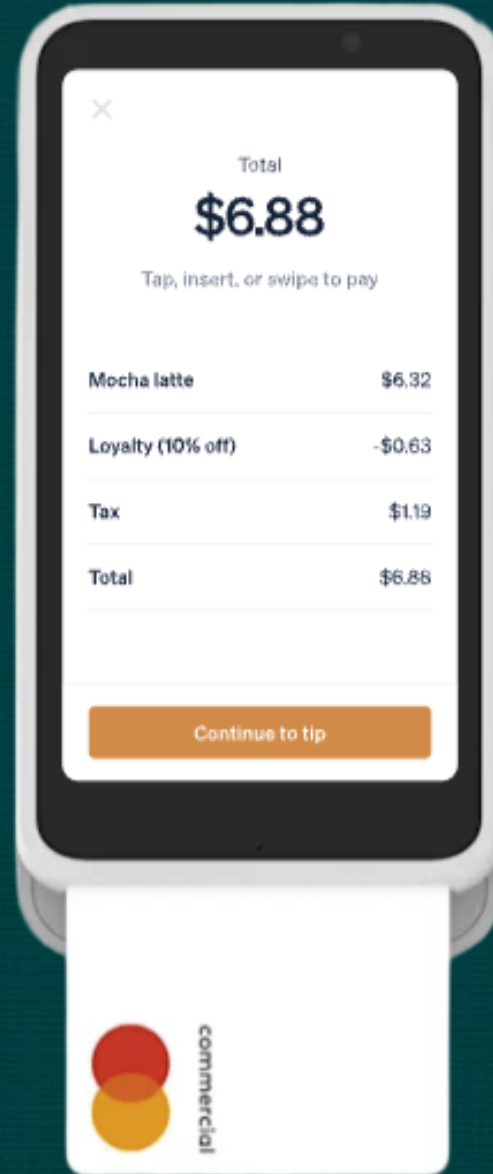 Total
$6.88
Tap, insert, or swipe to pay
Mocha latte $6.32
Loyalty (10% off) -$0.63
Tax $1.19
Total $6.88
Continue to tip
commercial